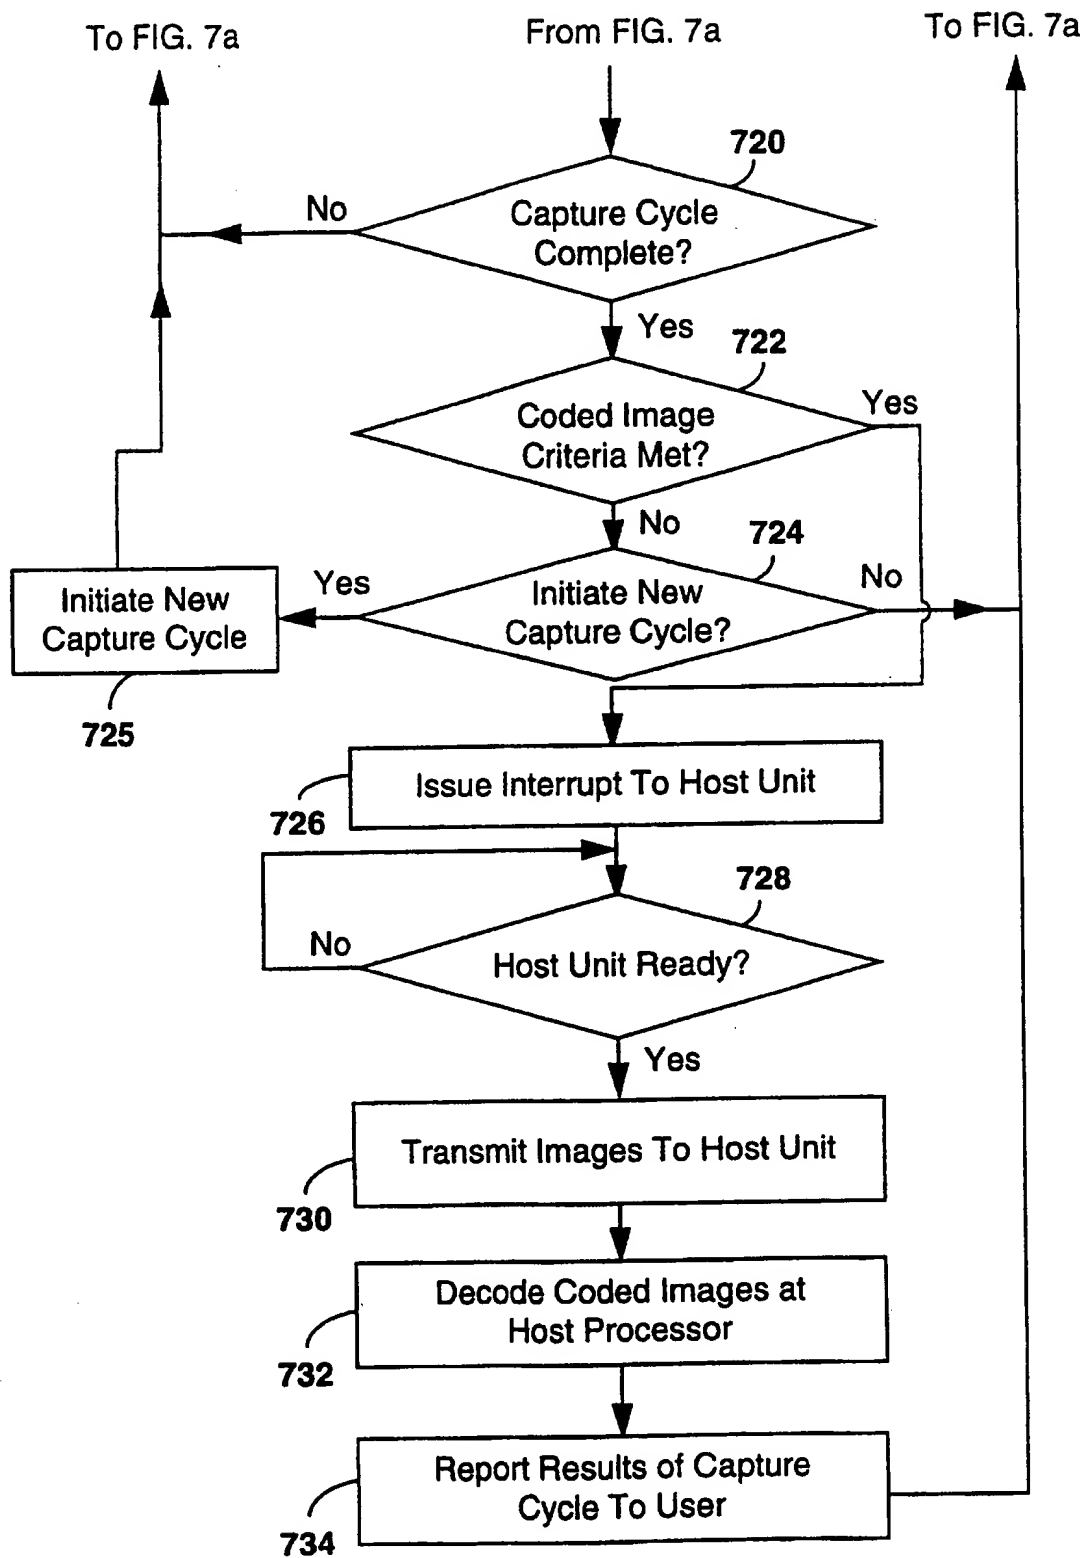 To FIG. 7a
From FIG. 7a
To FIG. 7a
720
No
Capture Cycle
Complete?
Yes
722
Yes
Coded Image
Criteria Met?
No
724
Yes
No
Initiate New
Capture Cycle
Initiate New
Capture Cycle?
725
Issue Interrupt To Host Unit
726
728
No
Host Unit Ready?
Yes
Transmit Images To Host Unit
730
Decode Coded Images at
Host Processor
732
Report Results of Capture
Cycle To User
734